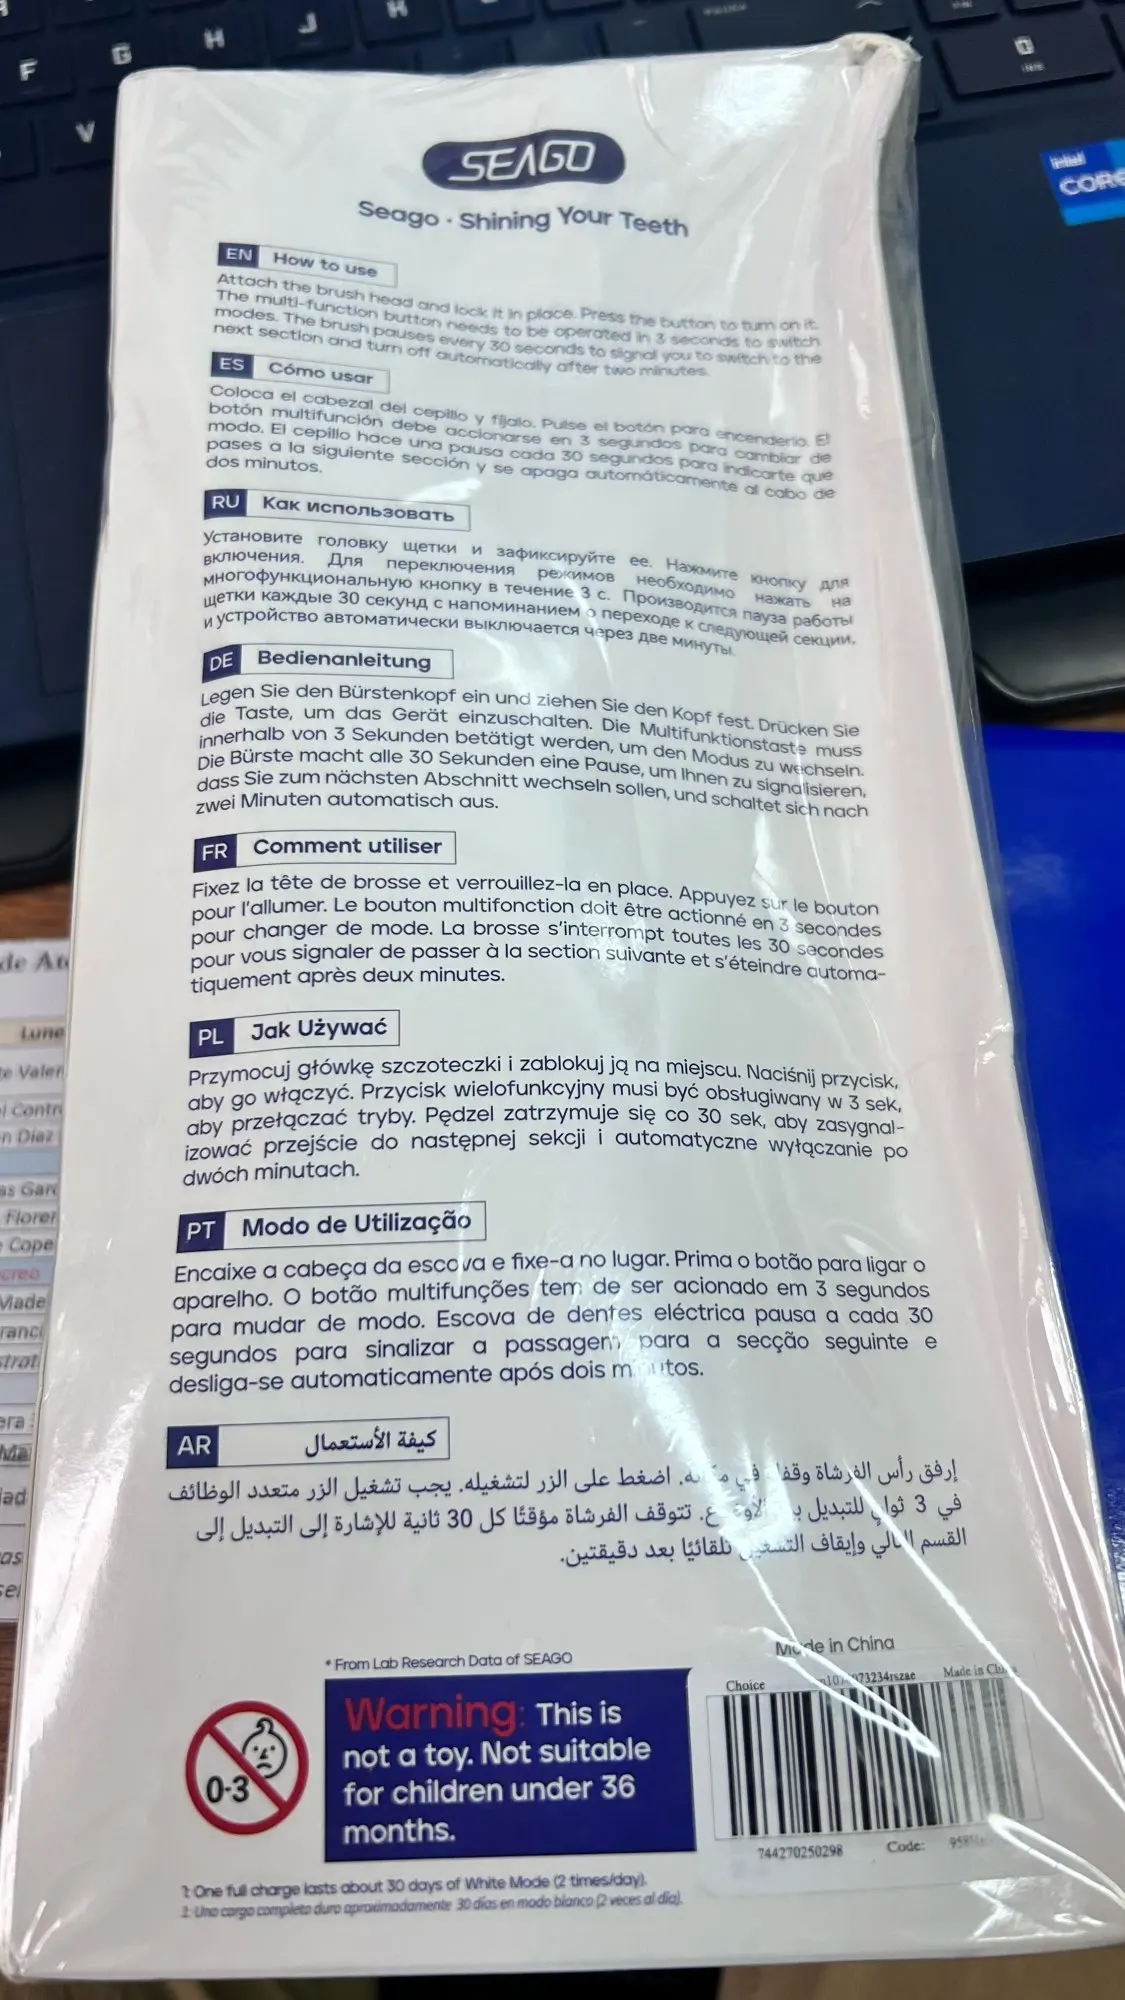 F
G
H
J
H
V
INS
intel
CORE
SEAGO
Seago · Shining Your Teeth
EN How to use
Attach the brush head and lock it in place. Press the button to turn on it.
The multi-function button needs to be operated in 3 seconds to switch
modes. The brush pauses every 30 seconds to signal you to switch to the
next section and turn off automatically after two minutes.
ES Cómo usar
Coloca el cabezal del cepillo y fíjalo. Pulse el botón para encenderlo. El
botón multifunción debe accionarse en 3 segundos para cambiar de
modo. El cepillo hace una pausa cada 30 segundos para indicarte que
pases a la siguiente sección y se apaga automáticamente al cabo de
dos minutos.
RU Как использовать
Установите головку щетки и зафиксируйте ее. Нажмите кнопку для
включения. Для переключения режимов необходимо нажать на
многофункциональную кнопку в течение 3 с. Производится пауза работы
щетки каждые 30 секунд с напоминанием о переходе к следующей секции,
и устройство автоматически выключается через две минуты.
DE Bedienanleitung
Legen Sie den Bürstenkopf ein und ziehen Sie den Kopf fest. Drücken Sie
die Taste, um das Gerät einzuschalten. Die Multifunktionstaste muss
innerhalb von 3 Sekunden betätigt werden, um den Modus zu wechseln.
Die Bürste macht alle 30 Sekunden eine Pause, um Ihnen zu signalisieren,
dass Sie zum nächsten Abschnitt wechseln sollen, und schaltet sich nach
zwei Minuten automatisch aus.
FR Comment utiliser
Fixez la tête de brosse et verrouillez-la en place. Appuyez sur le bouton
pour l'allumer. Le bouton multifonction doit être actionné en 3 secondes
pour changer de mode. La brosse s'interrompt toutes les 30 secondes
pour vous signaler de passer à la section suivante et s'éteindre automa-
tiquement après deux minutes.
PL Jak Używać
Przymocuj główkę szczoteczki i zablokuj ją na miejscu. Naciśnij przycisk,
aby go włączyć. Przycisk wielofunkcyjny musi być obsługiwany w 3 sek,
aby przełączać tryby. Pędzel zatrzymuje się co 30 sek, aby zasygnal-
izować przejście do następnej sekcji i automatyczne wyłączanie po
dwóch minutach.
PT Modo de Utilização
Encaixe a cabeça da escova e fixe-a no lugar. Prima o botão para ligar o
aparelho. O botão multifunções tem de ser acionado em 3 segundos
para mudar de modo. Escova de dentes eléctrica pausa a cada 30
segundos para sinalizar a passagem para a secção seguinte e
desliga-se automaticamente após dois minutos.
AR كيفة الأستعمال
إرفق رأس الفرشاة وقفله في مكانه. اضغط على الزر لتشغيله. يجب تشغيل الزر متعدد الوظائف
في 3 ثوانٍ للتبديل الأوضاع. تتوقف الفرشاة مؤقتًا كل 30 ثانية للإشارة إلى التبديل إلى
القسم التالي وإيقاف التشغيل تلقائيًا بعد دقيقتين.
* From Lab Research Data of SEAGO
Made in China
0-3
Warning: This is
not a toy. Not suitable
for children under 36
months.
Choice Made in China
744270250298 Code:
1: One full charge lasts about 30 days of White Mode (2 times/day).
1: Una carga completa dura aproximadamente 30 días en modo blanco (2 veces al día).